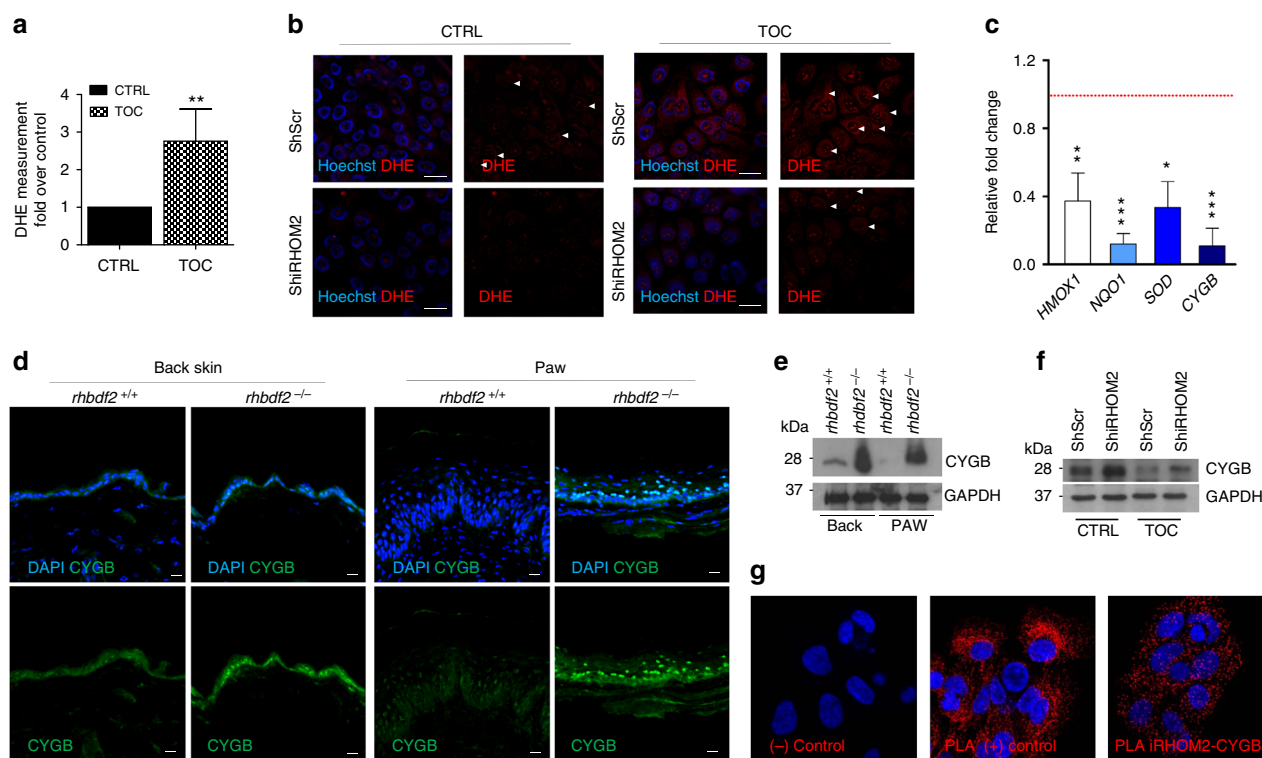 a
DHE measurement
fold over control
4
3
2
1
0
CTRL
TOC
**
CTRL
TOC
b
CTRL
TOC
ShScr
Hoechst DHE
DHE
ShScr
Hoechst DHE
DHE
ShiRHOM2
Hoechst DHE
DHE
ShiRHOM2
Hoechst DHE
DHE
c
Relative fold change
1.2
0.8
0.4
0.0
**
***
*
***
HMOX1
NQO1
SOD
CYGB
d
Back skin
Paw
rhbdf2 +/+
rhbdf2 –/–
rhbdf2 +/+
rhbdf2 –/–
DAPI CYGB
DAPI CYGB
DAPI CYGB
DAPI CYGB
CYGB
CYGB
CYGB
CYGB
e
rhbdf2 +/+
rhdbf2 –/–
rhbdf2 +/+
rhbdf2 –/–
kDa
28
CYGB
37
GAPDH
Back
PAW
f
ShScr
ShiRHOM2
ShScr
ShiRHOM2
kDa
28
CYGB
37
GAPDH
CTRL
TOC
g
(–) Control
PLA (+) control
PLA iRHOM2-CYGB